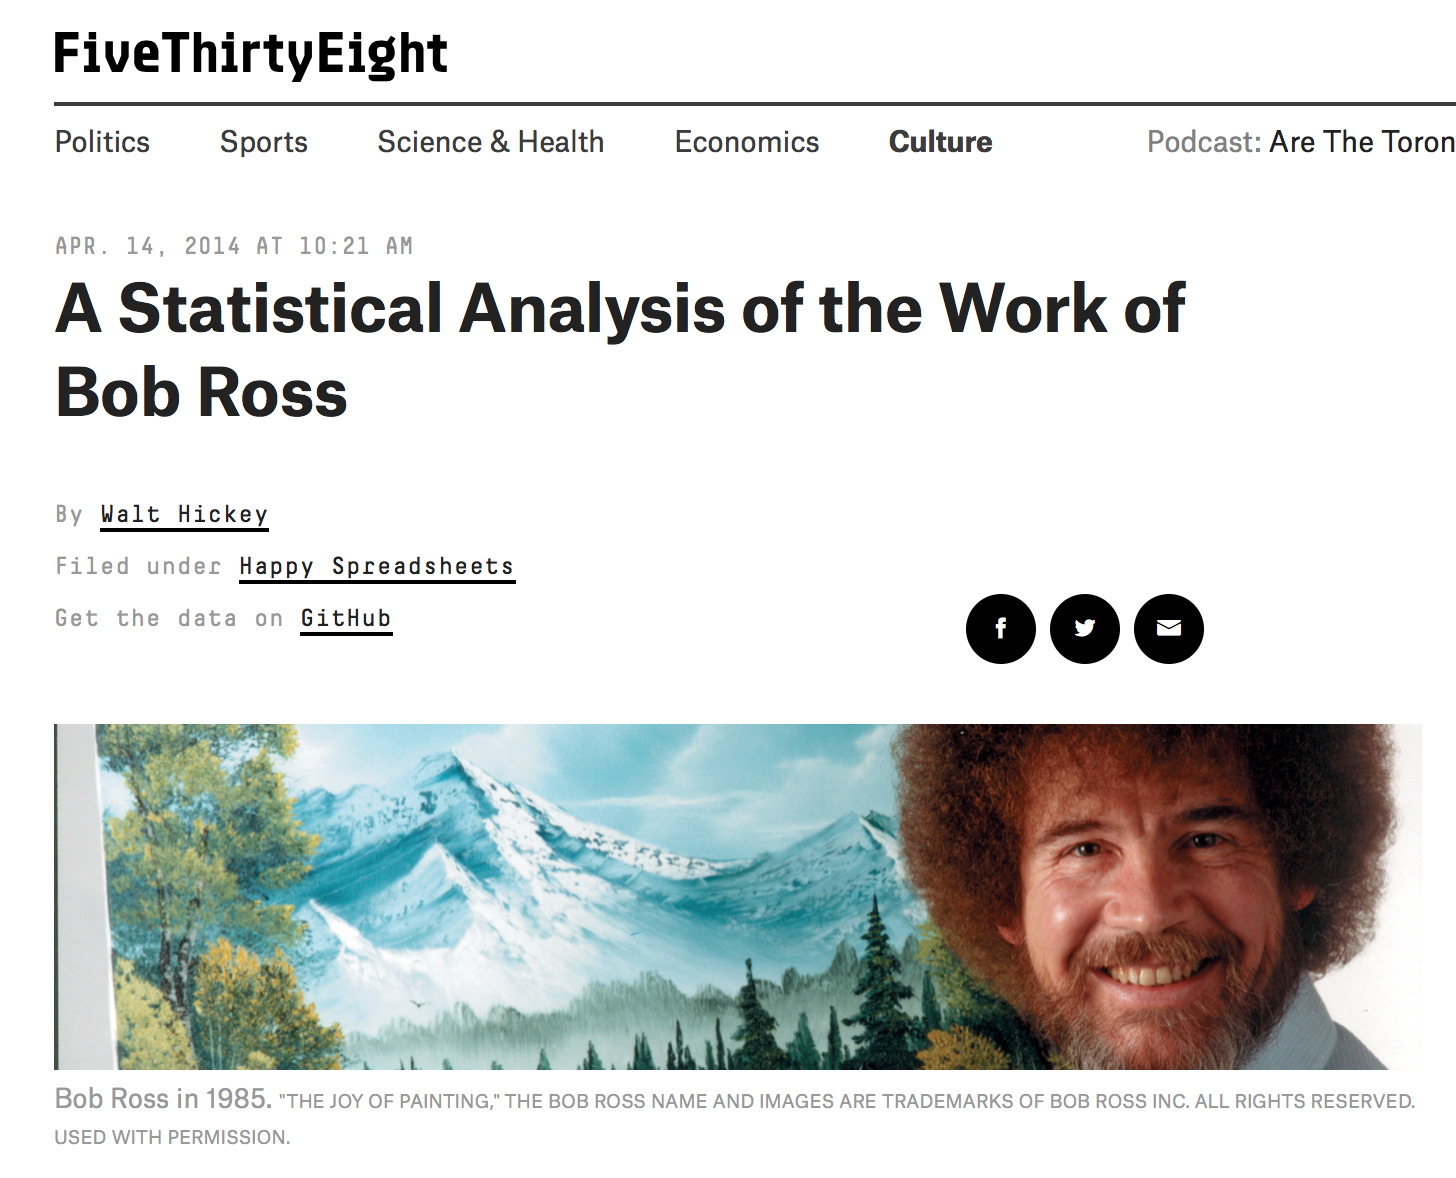 FiveThirtyEight
Politics Sports Science & Health Economics Culture Podcast: Are The Toron
APR. 14, 2014 AT 10:21 AM
A Statistical Analysis of the Work of
Bob Ross
By Walt Hickey
Filed under Happy Spreadsheets
Get the data on GitHub
Bob Ross in 1985. "THE JOY OF PAINTING," THE BOB ROSS NAME AND IMAGES ARE TRADEMARKS OF BOB ROSS INC. ALL RIGHTS RESERVED.
USED WITH PERMISSION.